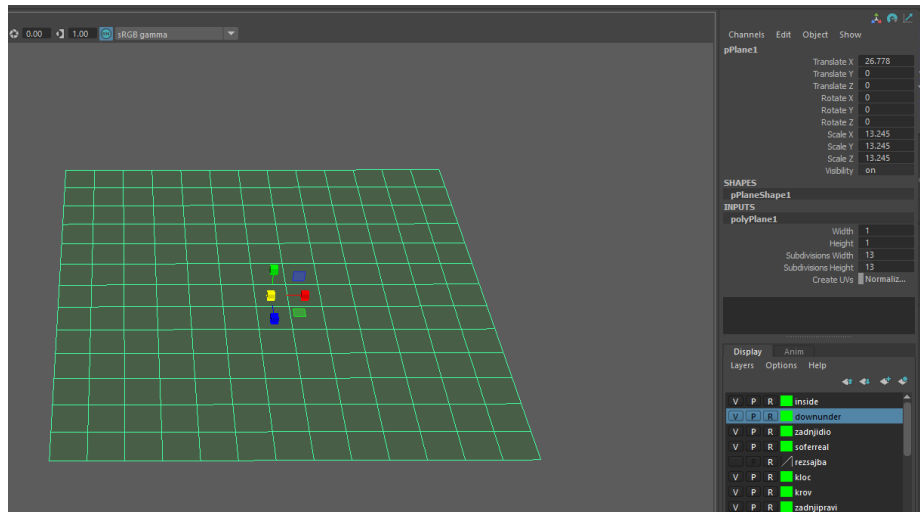 0.00 1.00 sRGB gamma
Channels Edit Object Show
pPlane1
Translate X 26.778
Translate Y 0
Translate Z 0
Rotate X 0
Rotate Y 0
Rotate Z 0
Scale X 13.245
Scale Y 13.245
Scale Z 13.245
Visibility on
SHAPES
pPlaneShape1
INPUTS
polyPlane1
Width 1
Height 1
Subdivisions Width 13
Subdivisions Height 13
Create UVs Normaliz...
Display Anim
Layers Options Help
V P R inside
V P R downunder
V P R zadnjidio
V P R soferreal
R rezsajba
V P R kloc
V P R krov
V P R zadnjipravi